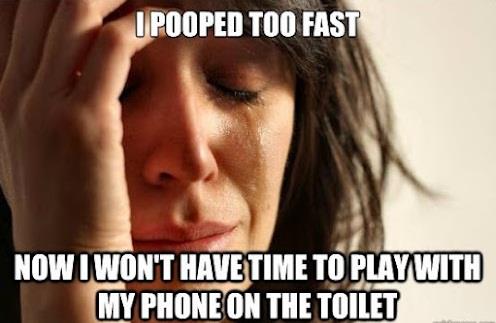 I POOPED TOO FAST
NOW I WON'T HAVE TIME TO PLAY WITH
MY PHONE ON THE TOILET